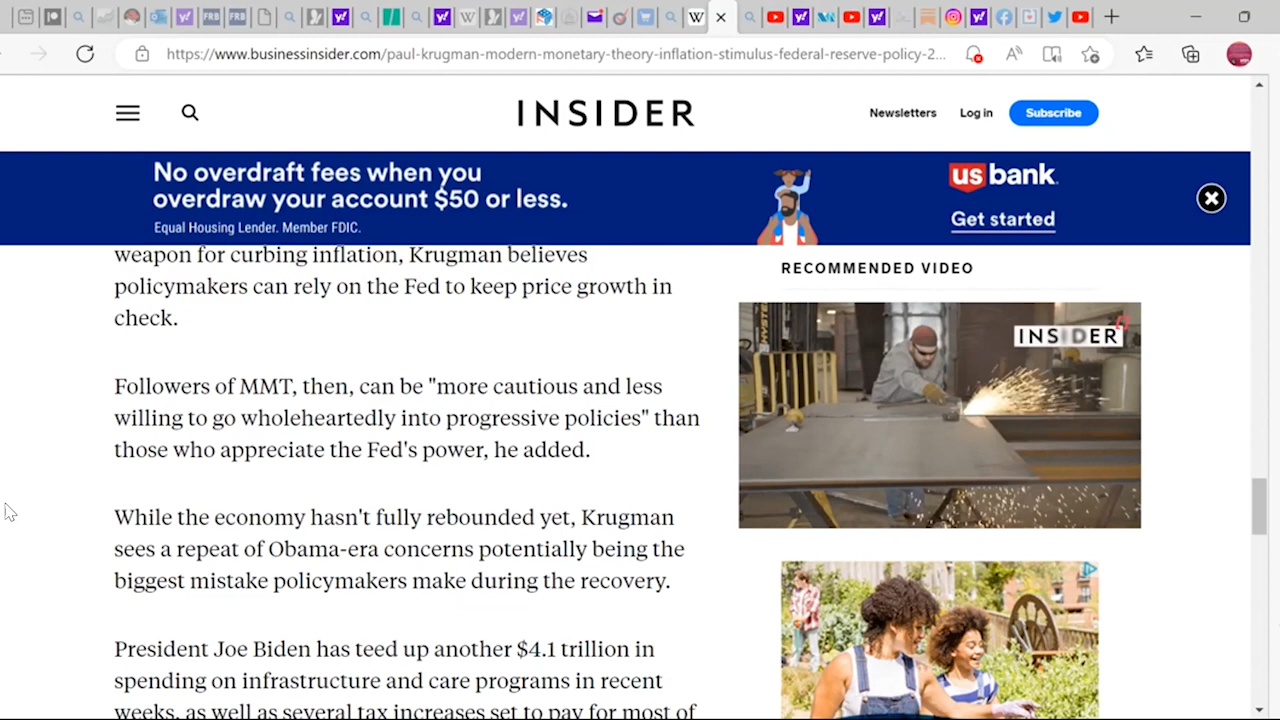 https://www.businessinsider.com/paul-krugman-modern-monetary-theory-inflation-stimulus-federal-reserve-policy-2...
INSIDER
Newsletters
Log in
Subscribe
No overdraft fees when you
overdraw your account $50 or less.
Equal Housing Lender. Member FDIC.
us bank
Get started
weapon for curbing inflation, Krugman believes
policymakers can rely on the Fed to keep price growth in
check.
Followers of MMT, then, can be "more cautious and less
willing to go wholeheartedly into progressive policies" than
those who appreciate the Fed's power, he added.
While the economy hasn't fully rebounded yet, Krugman
sees a repeat of Obama-era concerns potentially being the
biggest mistake policymakers make during the recovery.
President Joe Biden has teed up another $4.1 trillion in
spending on infrastructure and care programs in recent
weeks, as well as several tax increases set to pay for most of
RECOMMENDED VIDEO
INSIDER